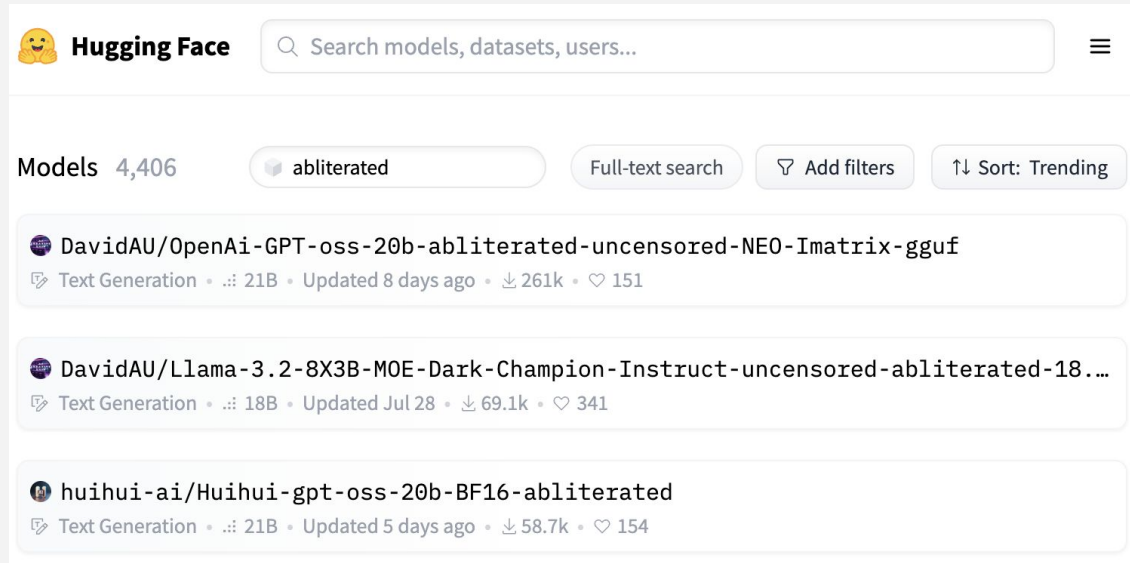 Hugging Face
Search models, datasets, users...
Models 4,406
abliterated
Full-text search
Add filters
Sort: Trending
DavidAU/OpenAi-GPT-oss-20b-abliterated-uncensored-NEO-Imatrix-gguf
Text Generation • 21B • Updated 8 days ago • 261k • 151
DavidAU/Llama-3.2-8X3B-MOE-Dark-Champion-Instruct-uncensored-abliterated-18.…
Text Generation • 18B • Updated Jul 28 • 69.1k • 341
huihui-ai/Huihui-gpt-oss-20b-BF16-abliterated
Text Generation • 21B • Updated 5 days ago • 58.7k • 154